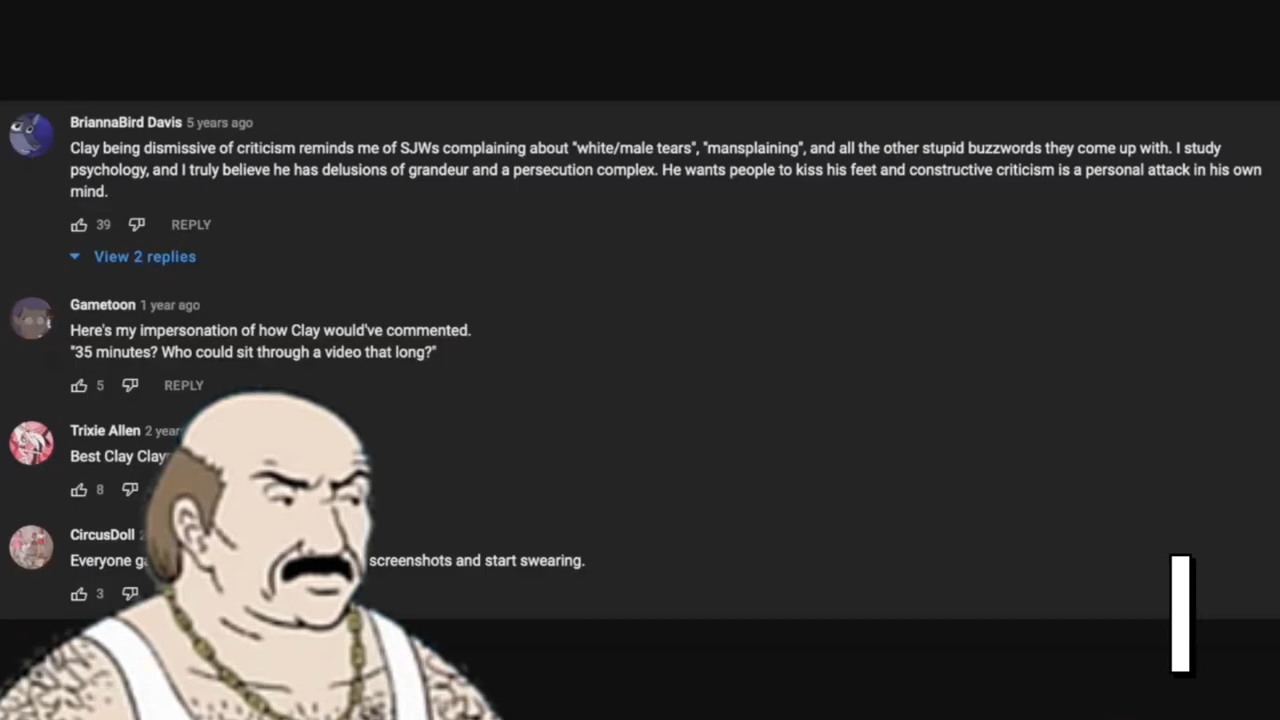 BriannaBird Davis 5 years ago
Clay being dismissive of criticism reminds me of SJWs complaining about "white/male tears", "mansplaining", and all the other stupid buzzwords they come up with. I study
psychology, and I truly believe he has delusions of grandeur and a persecution complex. He wants people to kiss his feet and constructive criticism is a personal attack in his own
mind.
39 REPLY
View 2 replies
Gametoon 1 year ago
Here's my impersonation of how Clay would've commented.
"35 minutes? Who could sit through a video that long?"
5 REPLY
Trixie Allen 2
Best Clay
8
CircusDoll
Everyone screenshots and start swearing.
3
I